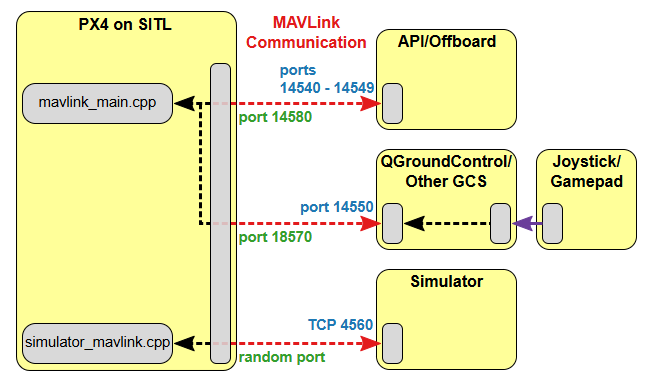 PX4 on SITL
MAVLink
Communication
API/Offboard
ports
14540 - 14549
mavlink_main.cpp
port 14580
QGroundControl/
Other GCS
Joystick/
Gamepad
port 14550
port 18570
Simulator
TCP 4560
simulator_mavlink.cpp
random port